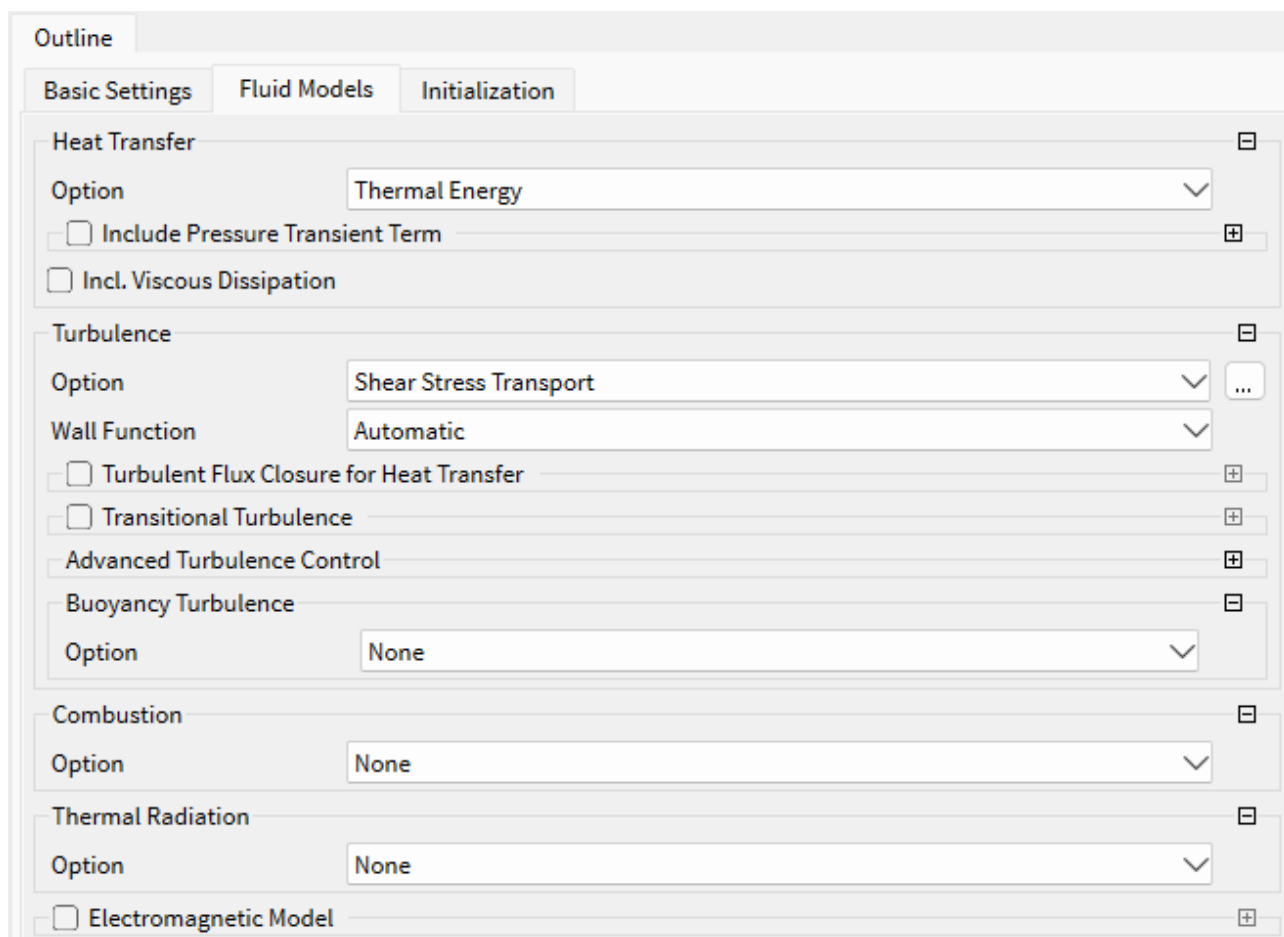 Outline
Basic Settings Fluid Models Initialization
Heat Transfer
Option Thermal Energy
Include Pressure Transient Term
Incl. Viscous Dissipation
Turbulence
Option Shear Stress Transport ...
Wall Function Automatic
Turbulent Flux Closure for Heat Transfer
Transitional Turbulence
Advanced Turbulence Control
Buoyancy Turbulence
Option None
Combustion
Option None
Thermal Radiation
Option None
Electromagnetic Model